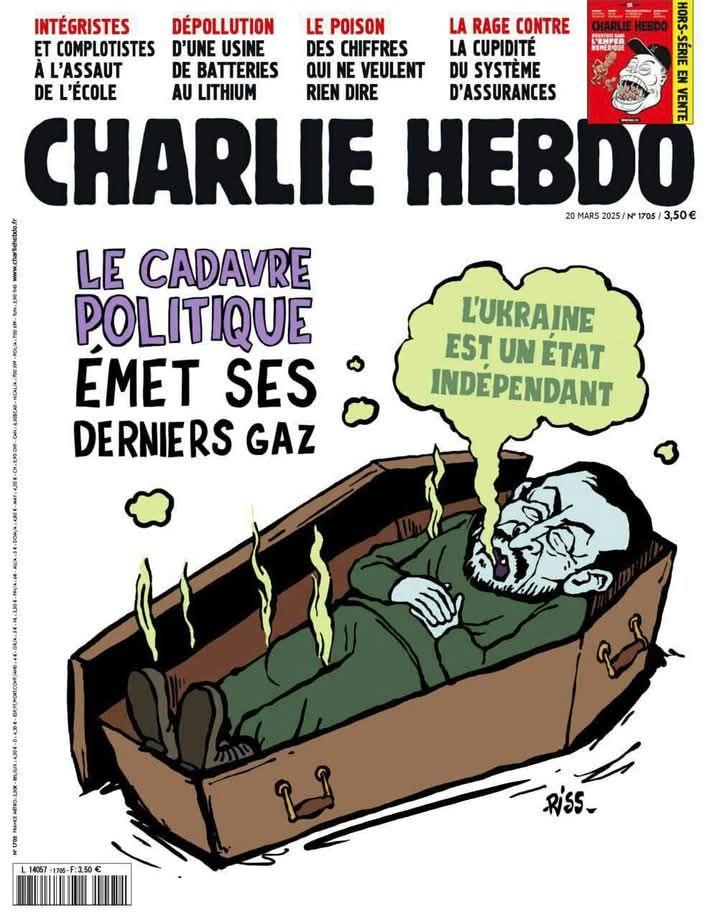 INTÉGRISTES
ET COMPLOTISTES
À L'ASSAUT
DE L'ÉCOLE
DÉPOLLUTION
D'UNE USINE
DE BATTERIES
AU LITHIUM
LE POISON
DES CHIFFRES
QUI NE VEULENT
RIEN DIRE
LA RAGE CONTRE
LA CUPIDITÉ
DU SYSTÈME
D'ASSURANCES
CHARLIE HEBDO
L'ENFER
NUMÉRIQUE
HORS-SÉRIE EN VENTE
CHARLIE HEBDO
20 MARS 2025 / N° 1705 / 3,50 €
www.charliehebdo.fr
LE CADAVRE
POLITIQUE
ÉMET SES
DERNIERS GAZ
L'UKRAINE
EST UN ÉTAT
INDÉPENDANT
RISS
L 14057 - 1705 - F: 3,50 €